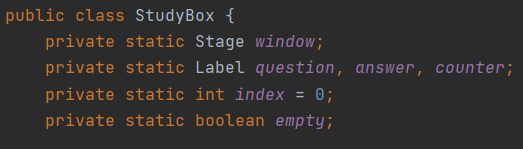 public class StudyBox {
    private static Stage window;
    private static Label question, answer, counter;
    private static int index = 0;
    private static boolean empty;